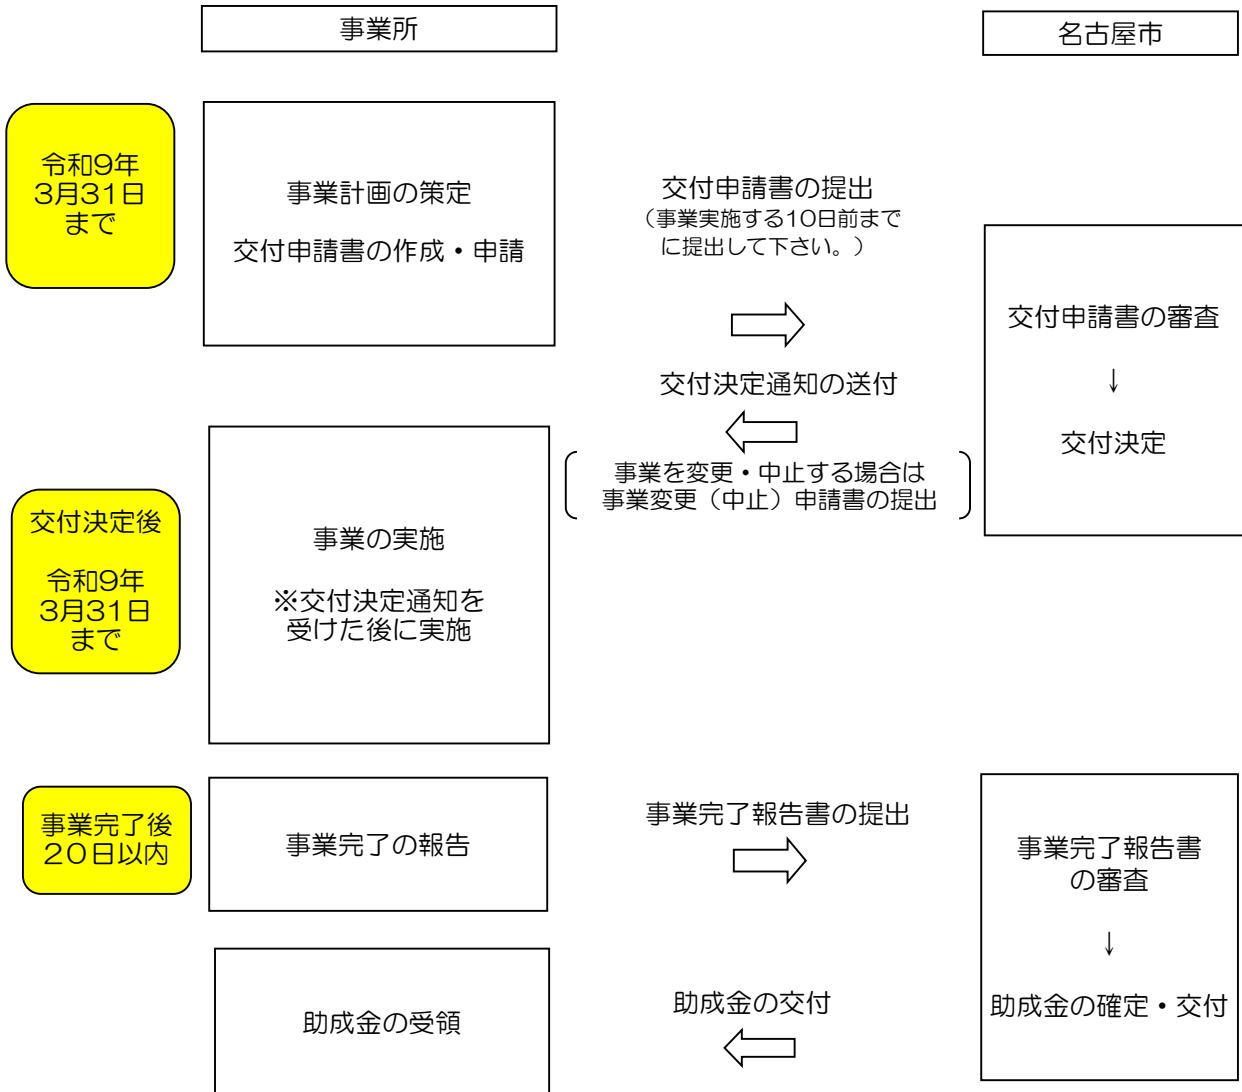 事業所
名古屋市
令和9年
3月31日
まで
事業計画の策定
交付申請書の作成・申請
交付申請書の提出
（事業実施する10日前まで
に提出して下さい。）
交付申請書の審査
↓
交付決定
交付決定通知の送付
事業を変更・中止する場合は
事業変更（中止）申請書の提出
交付決定後
令和9年
3月31日
まで
事業の実施
※交付決定通知を
受けた後に実施
事業完了後
20日以内
事業完了の報告
事業完了報告書の提出
事業完了報告書
の審査
↓
助成金の確定・交付
助成金の交付
助成金の受領